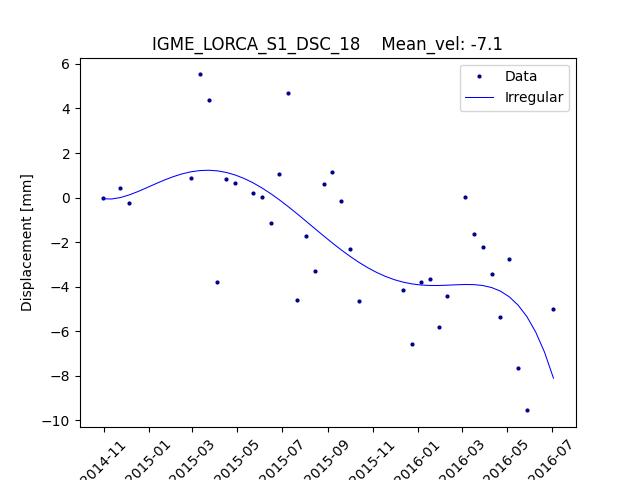 IGME_LORCA_S1_DSC_18    Mean_vel: -7.1
Data
Irregular
Displacement [mm]
6
4
2
0
−2
−4
−6
−8
−10
2014-11 2015-01 2015-03 2015-05 2015-07 2015-09 2015-11 2016-01 2016-03 2016-05 2016-07